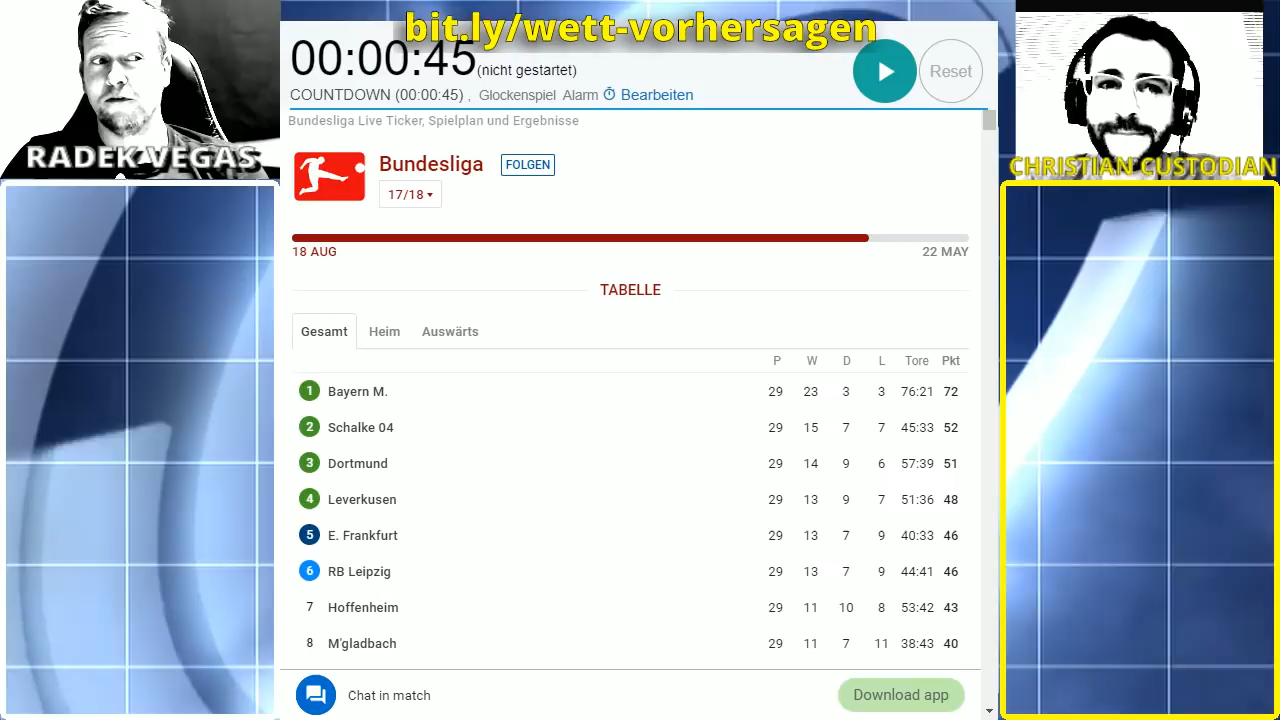 bit.ly/wett-vorhersagen
00:00:45
Reset
COUNTDOWN (00:00:45) , Glockenspiel Alarm Bearbeiten
Bundesliga Live Ticker, Spielplan und Ergebnisse
RADEK VEGAS
CHRISTIAN CUSTODIAN
Bundesliga FOLGEN
17/18
18 AUG 22 MAY
TABELLE
Gesamt Heim Auswärts
P W D L Tore Pkt
1 Bayern M. 29 23 3 3 76:21 72
2 Schalke 04 29 15 7 7 45:33 52
3 Dortmund 29 14 9 6 57:39 51
4 Leverkusen 29 13 9 7 51:36 48
5 E. Frankfurt 29 13 7 9 40:33 46
6 RB Leipzig 29 13 7 9 44:41 46
7 Hoffenheim 29 11 10 8 53:42 43
8 M'gladbach 29 11 7 11 38:43 40
Chat in match
Download app